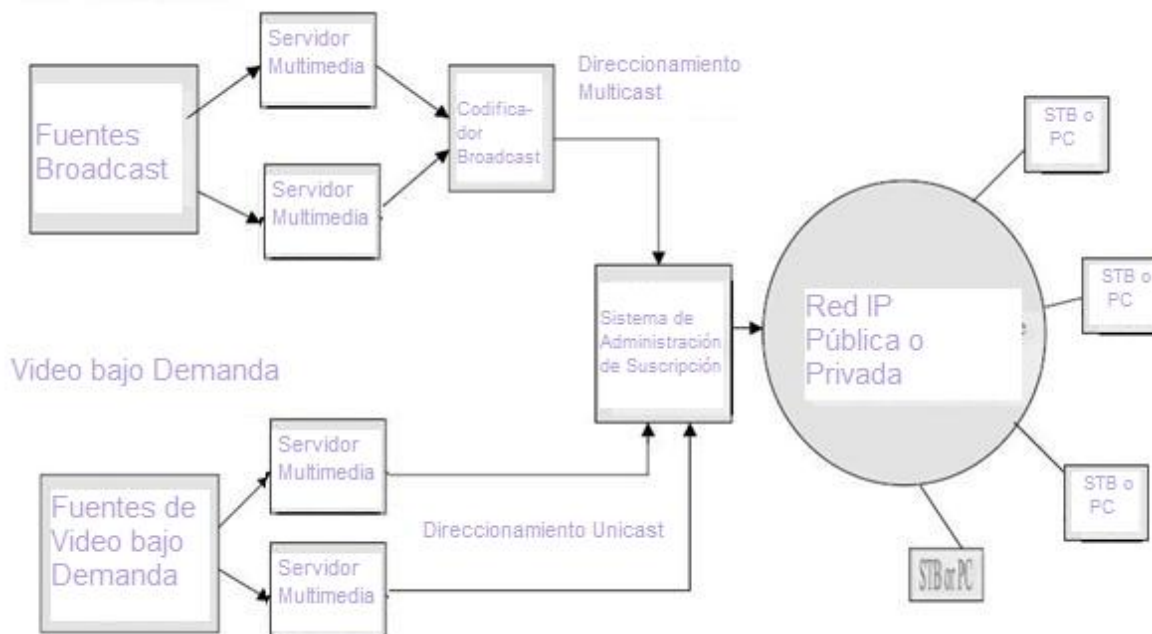 Servidor
Multimedia
Fuentes
Broadcast
Servidor
Multimedia
Codifica-
dor
Broadcast
Direccionamiento
Multicast
STB o
PC
STB o
PC
Red IP
Pública o
Privada
Sistema de
Administración
de Suscripción
Video bajo Demanda
Servidor
Multimedia
Fuentes de
Video bajo
Demanda
Direccionamiento Unicast
Servidor
Multimedia
STB o
PC
STB or PC